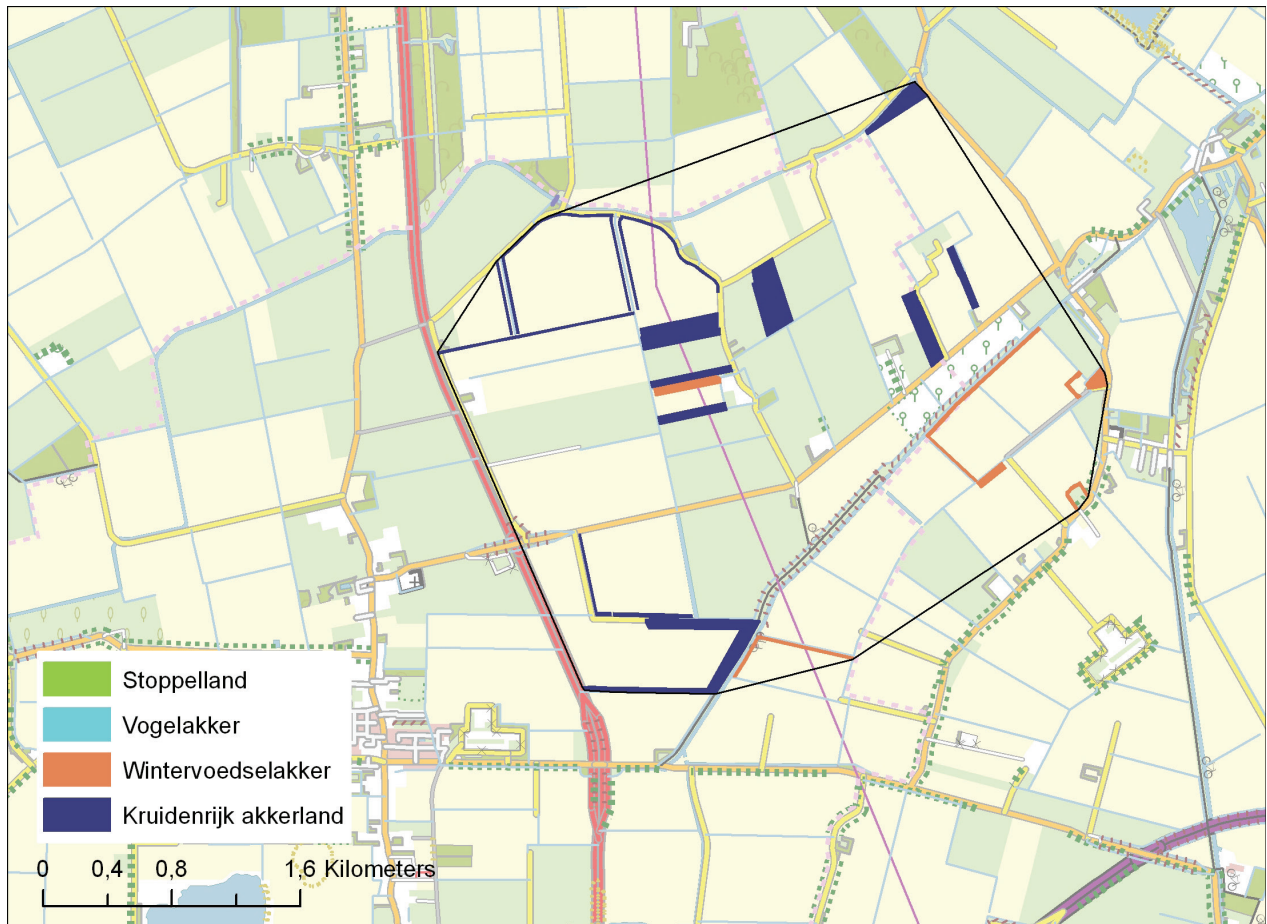 Stoppelland
Vogelakker
Wintervoedselakker
Kruidenrijk akkerland
0 0,4 0,8 1,6 Kilometers